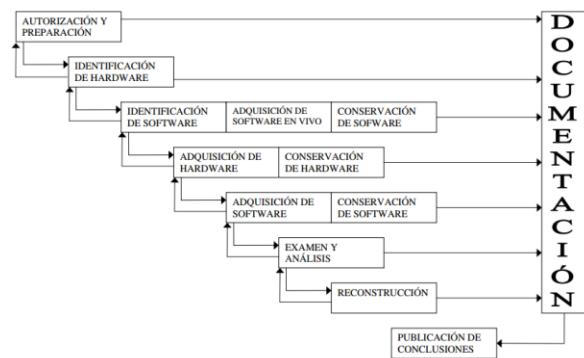 AUTORIZACIÓN Y
PREPARACIÓN
IDENTIFICACIÓN
DE HARDWARE
IDENTIFICACIÓN
DE SOFTWARE
ADQUISICIÓN DE
SOFTWARE EN VIVO
CONSERVACIÓN
DE SOFWARE
ADQUISICIÓN DE
HARDWARE
CONSERVACIÓN
DE HARDWARE
ADQUISICIÓN DE
SOFTWARE
CONSERVACIÓN
DE SOFTWARE
EXAMEN Y
ANÁLISIS
RECONSTRUCCIÓN
PUBLICACIÓN DE
CONCLUSIONES
DOCUMENTACIÓN